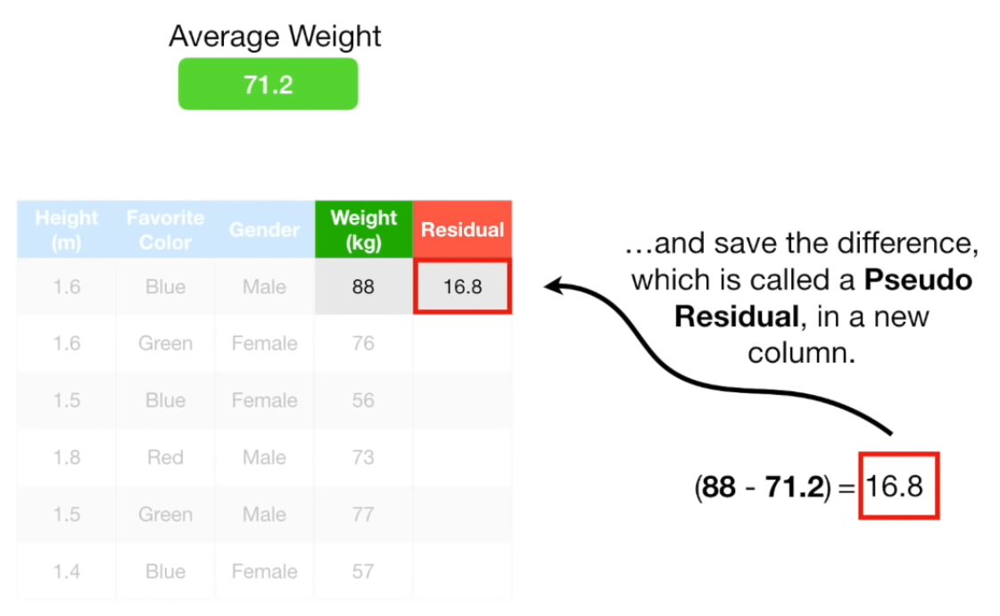 Average Weight
71.2
Height (m) Favorite Color Gender Weight (kg) Residual
1.6 Blue Male 88 16.8
1.6 Green Female 76
1.5 Blue Female 56
1.8 Red Male 73
1.5 Green Male 77
1.4 Blue Female 57
…and save the difference,
which is called a Pseudo
Residual, in a new
column.
(88 - 71.2) = 16.8